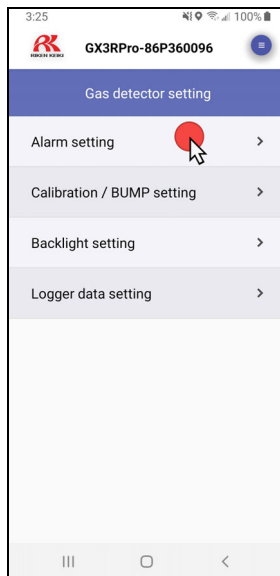 3:25 100%
RIKEN KEIKI
GX3RPro-86P360096
Gas detector setting
Alarm setting
Calibration / BUMP setting
Backlight setting
Logger data setting